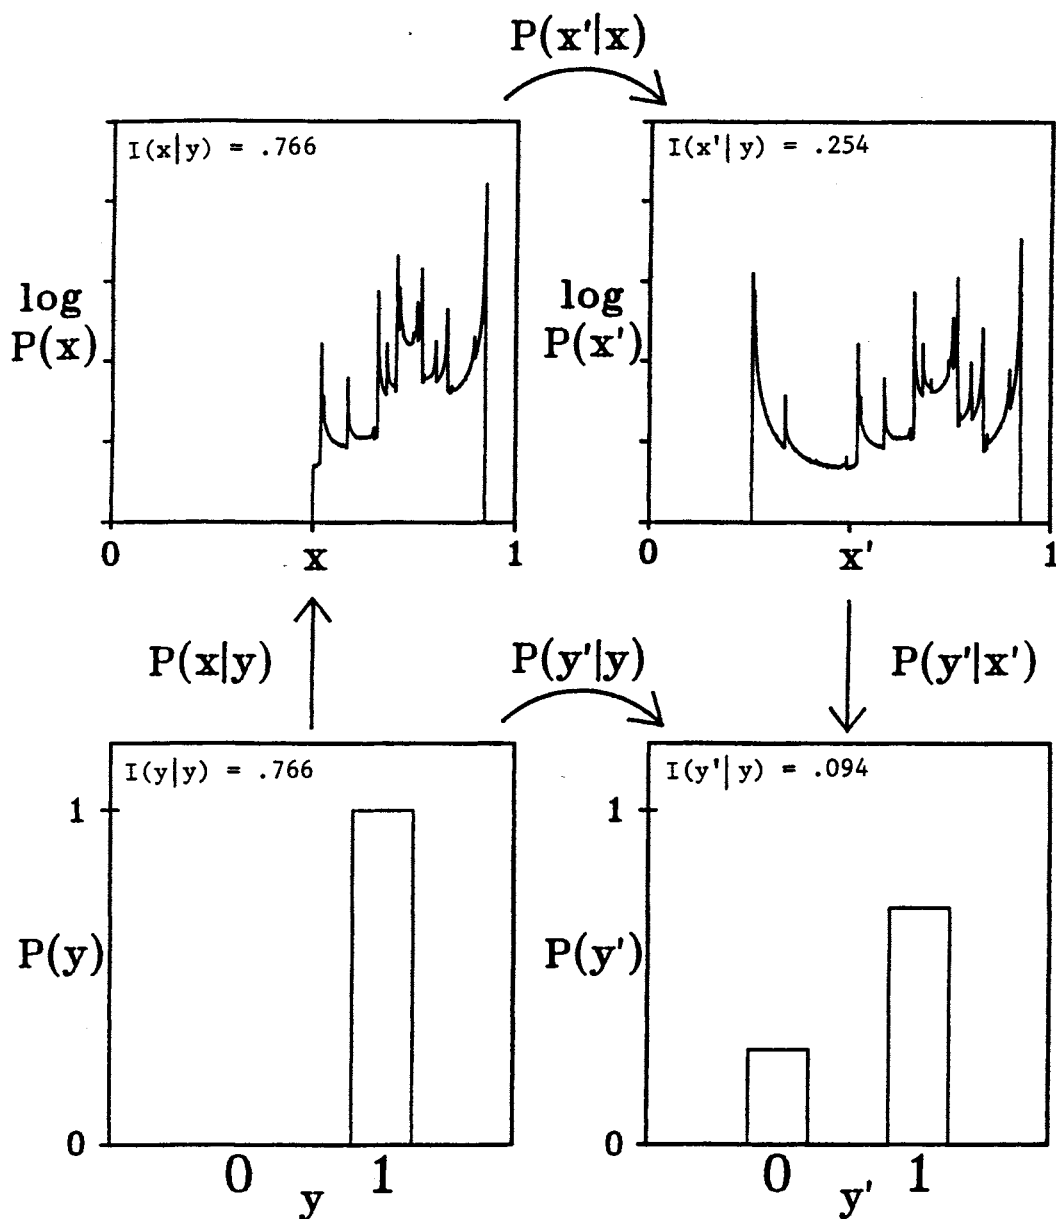 P(x'|x)
I(x|y) = .766
log
P(x)
0
x
1
I(x'|y) = .254
log
P(x')
0
x'
1
P(x|y)
P(y'|y)
P(y'|x')
I(y|y) = .766
1
P(y)
0
0
1
y
I(y'|y) = .094
1
P(y')
0
0
1
y'